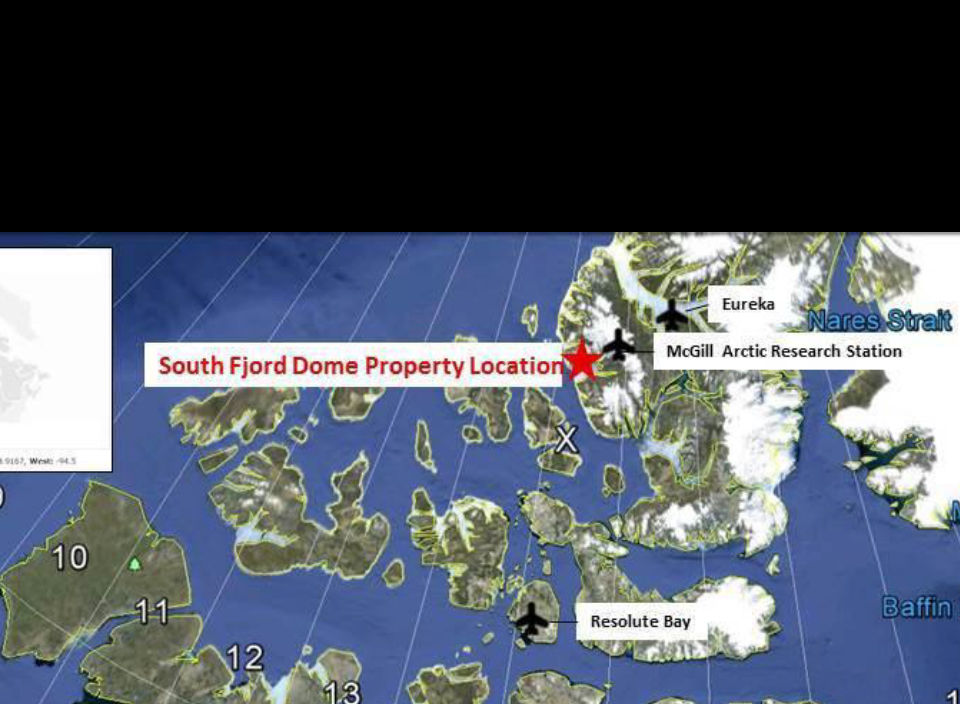 Eureka
Nares Strait
McGill Arctic Research Station
South Fjord Dome Property Location
X
9167, West: -94.5
10
11
Resolute Bay
Baffin
12
13